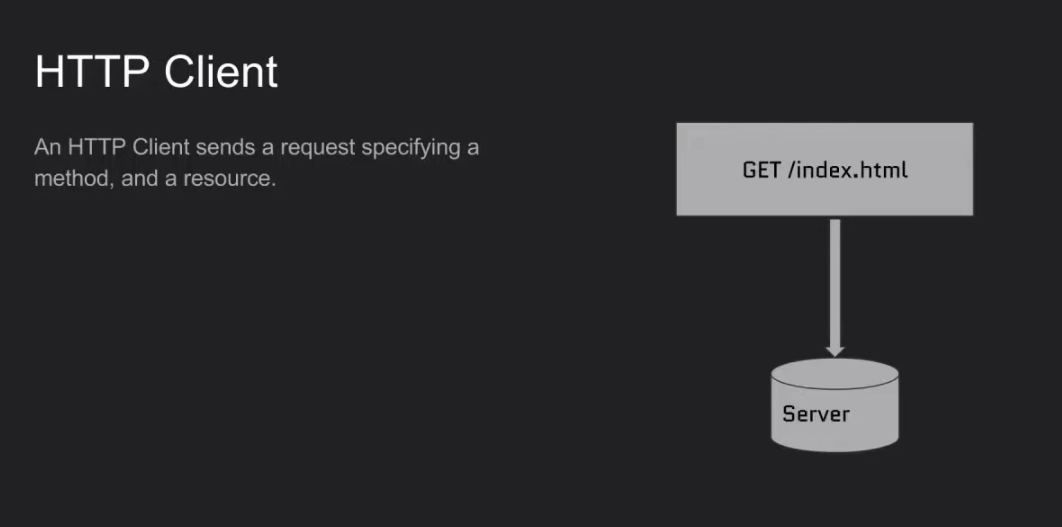 HTTP Client
An HTTP Client sends a request specifying a
method, and a resource.
GET /index.html
Server